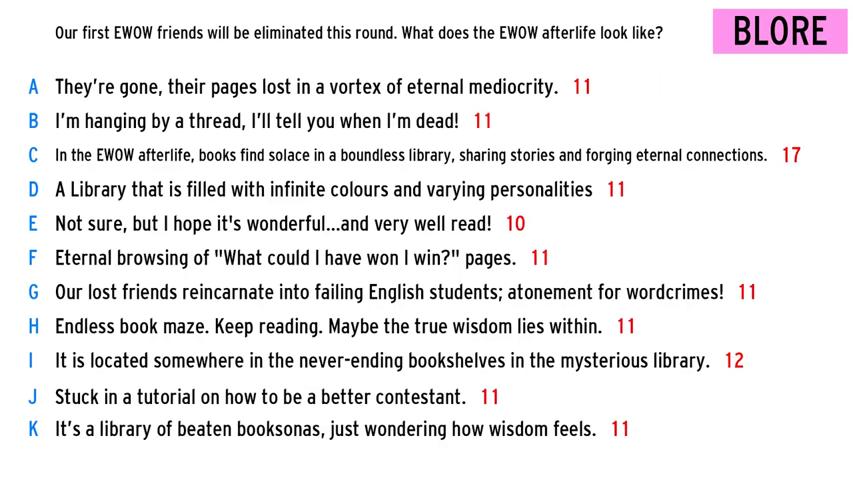 Our first EWOW friends will be eliminated this round. What does the EWOW afterlife look like?
BLORE
A They're gone, their pages lost in a vortex of eternal mediocrity. 11
B I'm hanging by a thread, I'll tell you when I'm dead! 11
C In the EWOW afterlife, books find solace in a boundless library, sharing stories and forging eternal connections. 17
D A Library that is filled with infinite colours and varying personalities 11
E Not sure, but I hope it's wonderful...and very well read! 10
F Eternal browsing of "What could I have won I win?" pages. 11
G Our lost friends reincarnate into failing English students; atonement for wordcrimes! 11
H Endless book maze. Keep reading. Maybe the true wisdom lies within. 11
I It is located somewhere in the never-ending bookshelves in the mysterious library. 12
J Stuck in a tutorial on how to be a better contestant. 11
K It's a library of beaten booksonas, just wondering how wisdom feels. 11